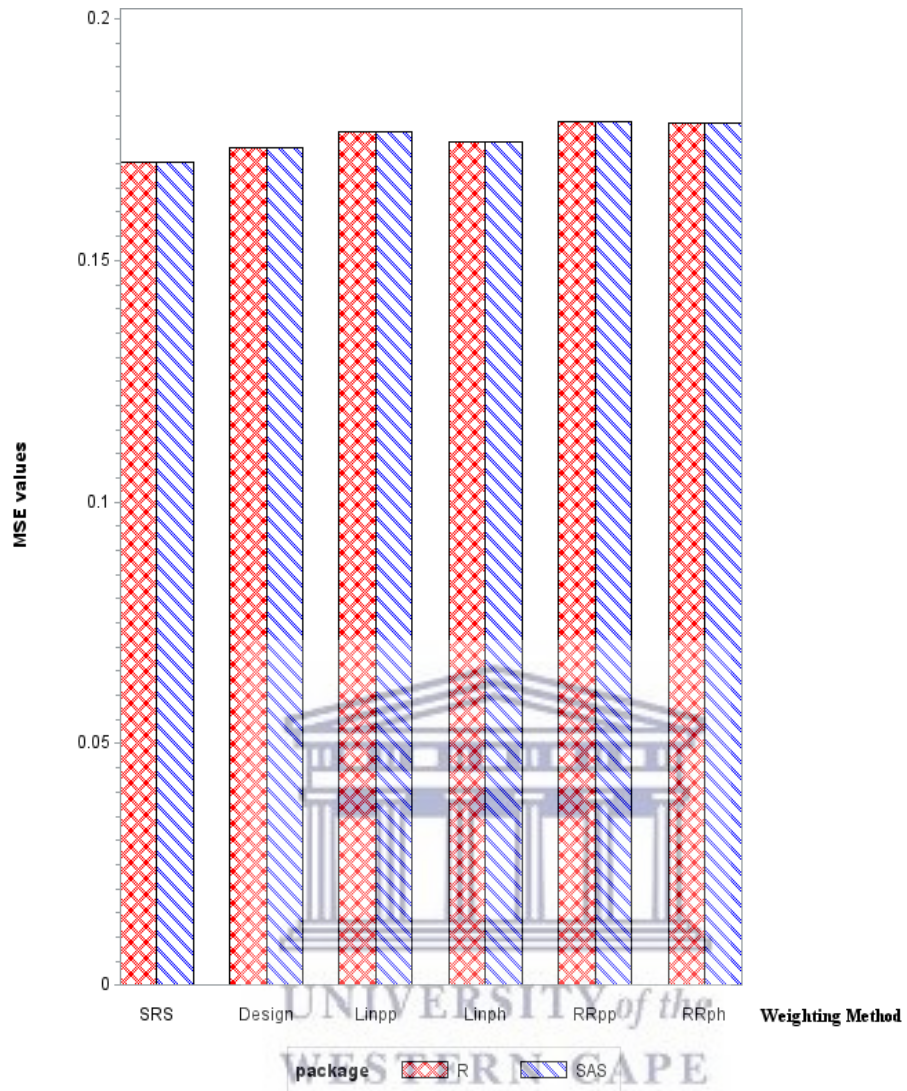 0.2
0.15
0.1
0.05
0
MSE values
SRS Design Linpp Linph RRpp RRph Weighting Method
UNIVERSITY of the
WESTERN CAPE
package R SAS